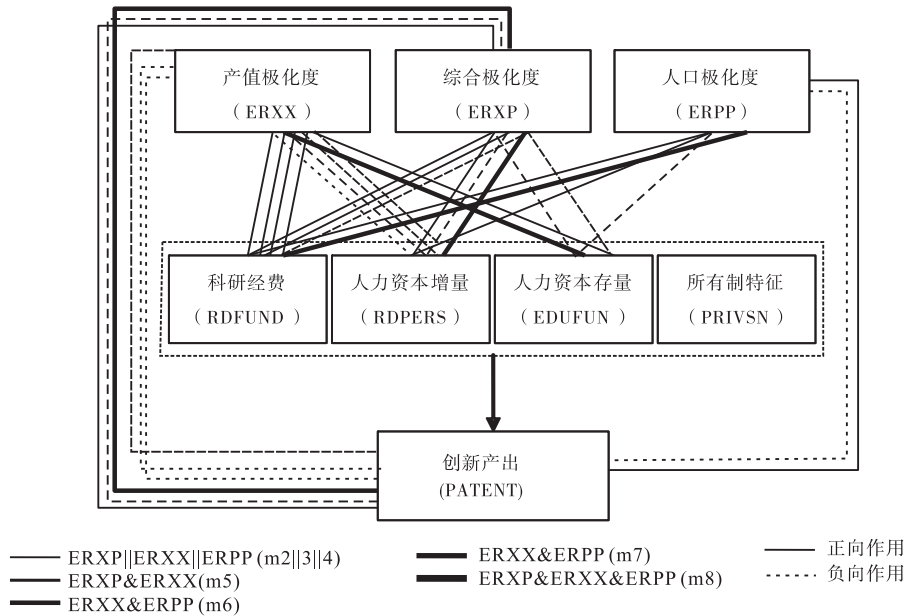 产值极化度
(ERXX)
综合极化度
(ERXP)
人口极化度
(ERPP)
科研经费
(RDFUND)
人力资本增量
(RDPERS)
人力资本存量
(EDUFUN)
所有制特征
(PRIVSN)
创新产出
(PATENT)
ERXP||ERXX||ERPP(m2||3||4)
ERXP&ERXX(m5)
ERXX&ERPP(m6)
ERXX&ERPP(m7)
ERXP&ERXX&ERPP(m8)
正向作用
负向作用